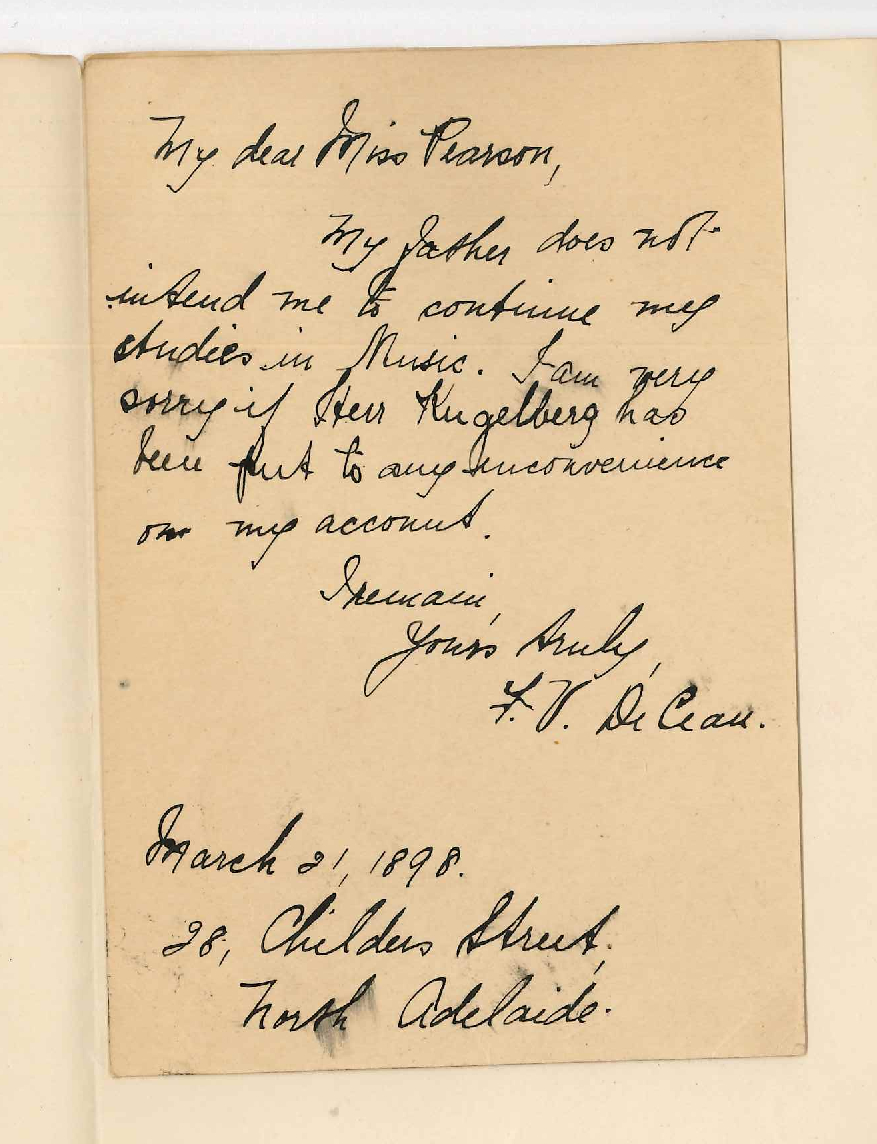 My dear Miss Pearson,
My father does not
intend me to continue my
studies in Music. I am very
sorry if Herr Kugelberg has
been put to any inconvenience
on my account.
I remain,
Yours truly,
F. V.
March 21, 1898.
28, Childers Street,
North Adelaide.